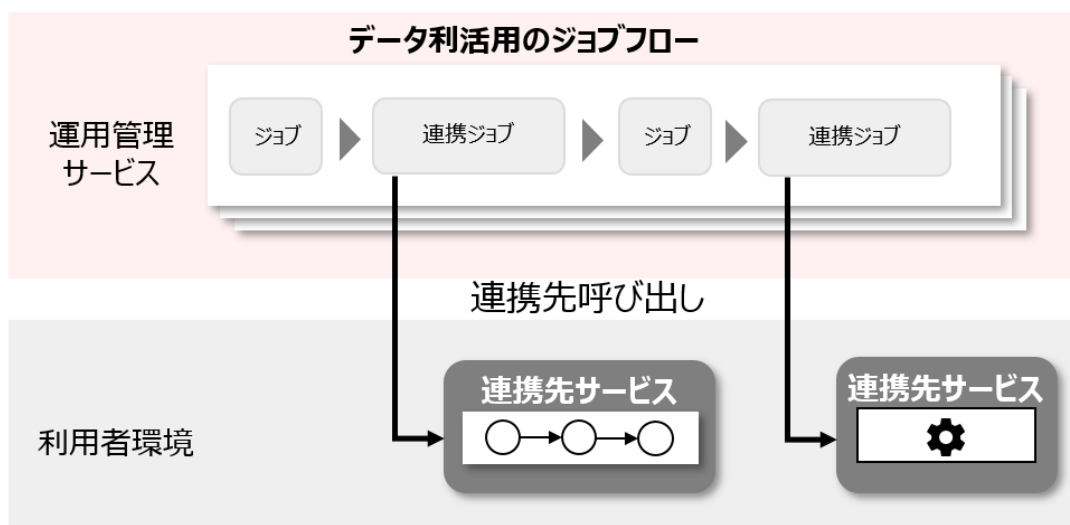 データ利活用のジョブフロー
運用管理
サービス
ジョブ
連携ジョブ
ジョブ
連携ジョブ
連携先呼び出し
利用者環境
連携先サービス
連携先サービス